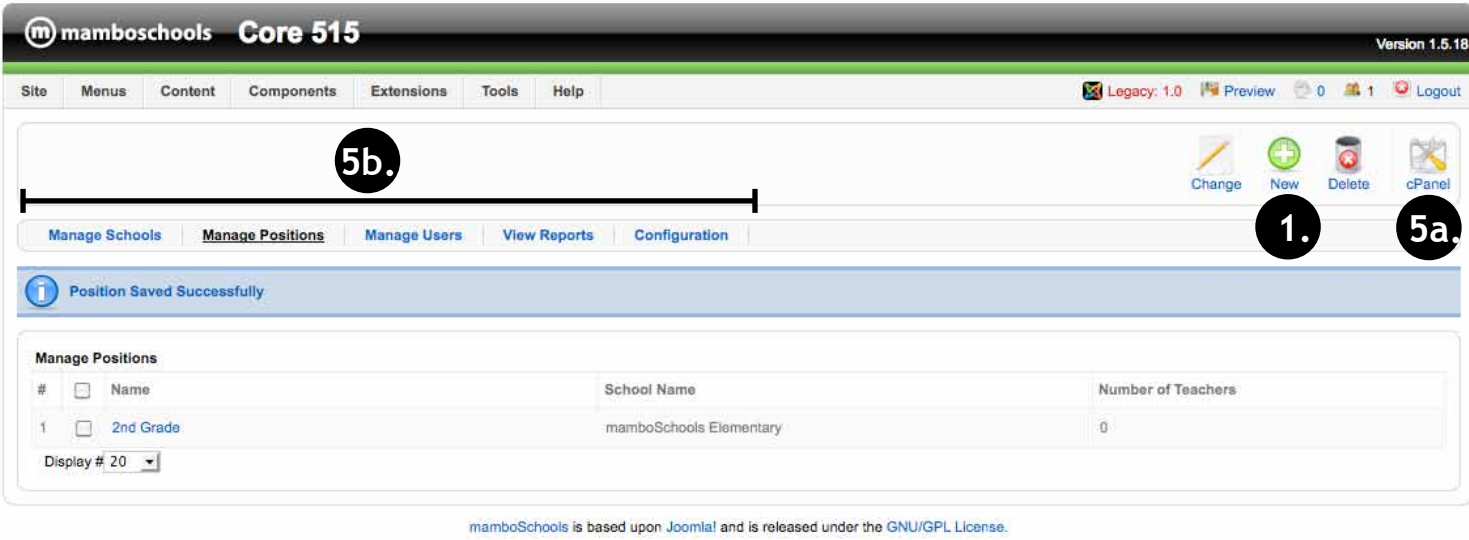 m mamboschools Core 515
Version 1.5.18
Site Menus Content Components Extensions Tools Help Legacy: 1.0 Preview 0 1 Logout
5b.
Change New Delete cPanel
1. 5a.
Manage Schools Manage Positions Manage Users View Reports Configuration
i Position Saved Successfully
Manage Positions
# Name School Name Number of Teachers
1 2nd Grade mamboSchools Elementary 0
Display # 20
mamboSchools is based upon Joomla! and is released under the GNU/GPL License.